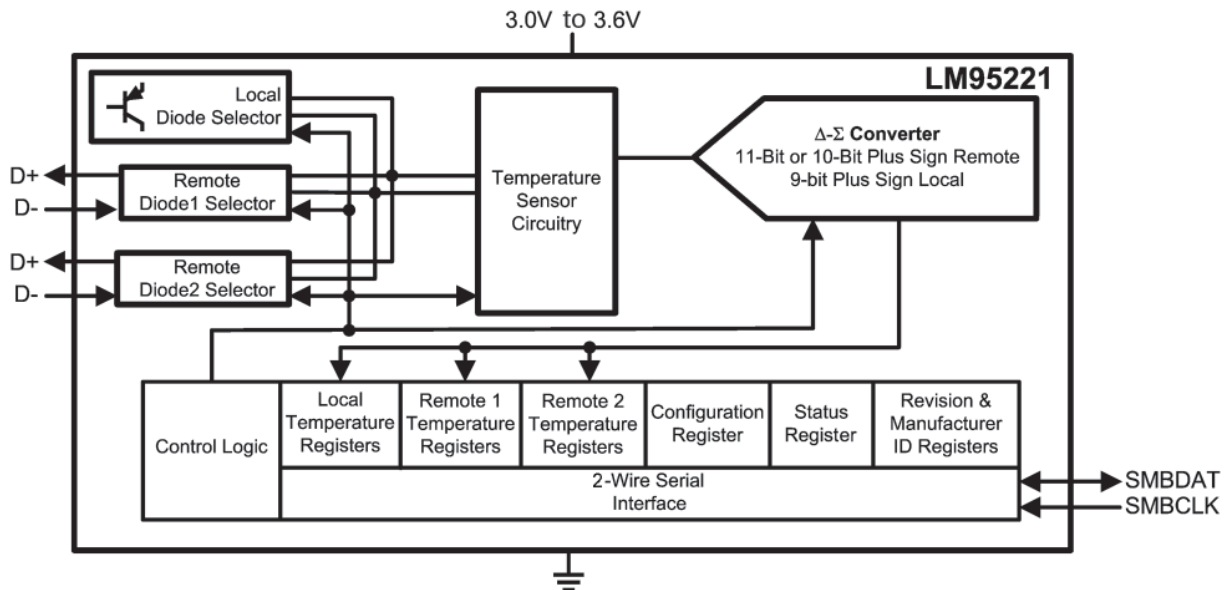 3.0V to 3.6V
LM95221
Local
Diode Selector
D+
D-
Remote
Diode1 Selector
D+
D-
Remote
Diode2 Selector
Temperature
Sensor
Circuitry
Δ-Σ Converter
11-Bit or 10-Bit Plus Sign Remote
9-bit Plus Sign Local
Control Logic
Local
Temperature
Registers
Remote 1
Temperature
Registers
Remote 2
Temperature
Registers
Configuration
Register
Status
Register
Revision &
Manufacturer
ID Registers
2-Wire Serial
Interface
SMBDAT
SMBCLK